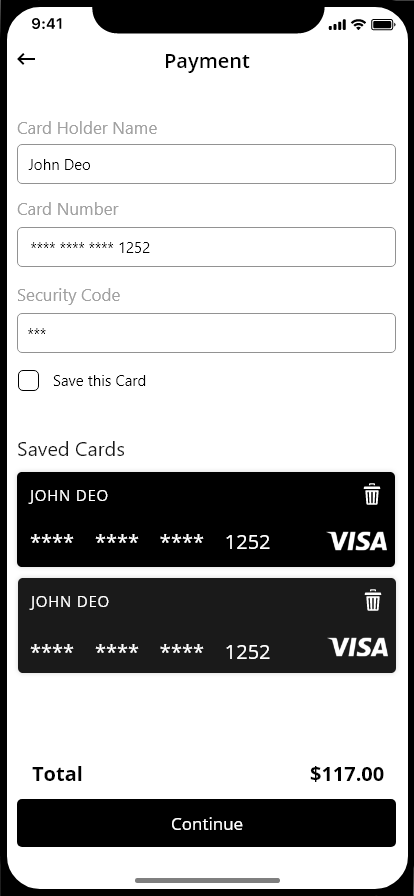 9:41
Payment
Card Holder Name
John Deo
Card Number
**** **** **** 1252
Security Code
***
Save this Card
Saved Cards
JOHN DEO
**** **** **** 1252 VISA
JOHN DEO
**** **** **** 1252 VISA
Total $117.00
Continue